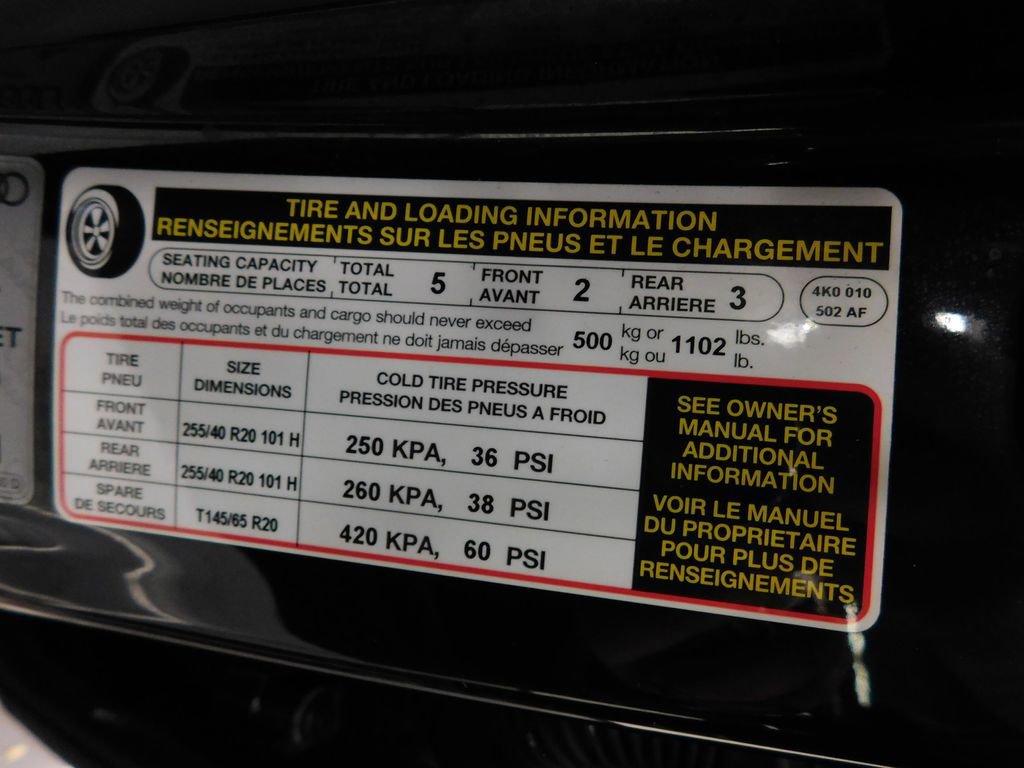 TIRE AND LOADING INFORMATION
RENSEIGNEMENTS SUR LES PNEUS ET LE CHARGEMENT
SEATING CAPACITY TOTAL 5 FRONT 2 REAR 3
NOMBRE DE PLACES TOTAL AVANT ARRIERE
4K0 010
502 AF
The combined weight of occupants and cargo should never exceed 500 kg or 1102 lbs.
Le poids total des occupants et du chargement ne doit jamais dépasser kg ou lb.
TIRE
PNEU
SIZE
DIMENSIONS
COLD TIRE PRESSURE
PRESSION DES PNEUS A FROID
FRONT
AVANT
255/40 R20 101 H
250 KPA, 36 PSI
REAR
ARRIERE
255/40 R20 101 H
260 KPA, 38 PSI
SPARE
DE SECOURS
T145/65 R20
420 KPA, 60 PSI
SEE OWNER'S
MANUAL FOR
ADDITIONAL
INFORMATION
VOIR LE MANUEL
DU PROPRIETAIRE
POUR PLUS DE
RENSEIGNEMENTS
ET